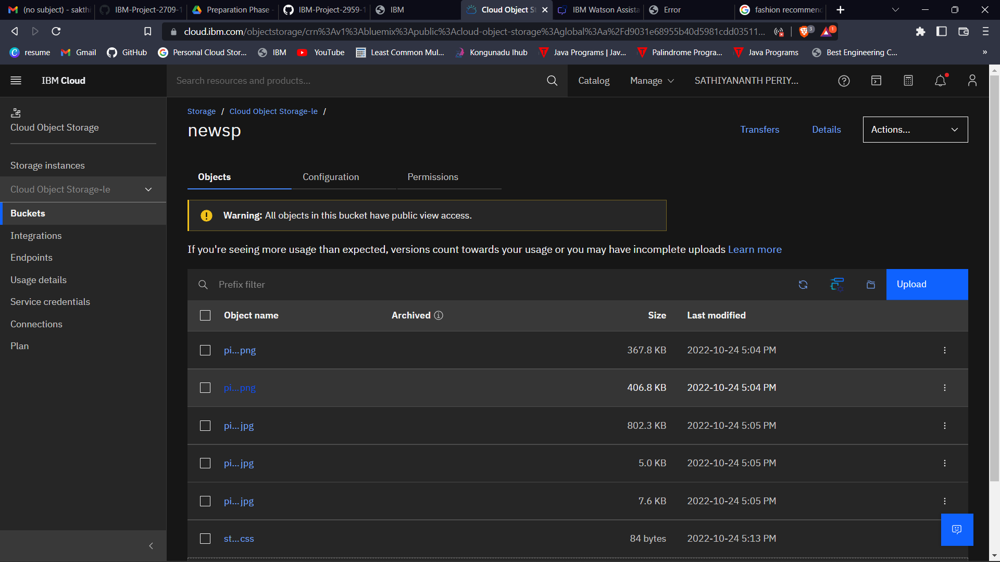 (no subject) - sakthi
IBM-Project-2709-1
Preparation Phase -
IBM-Project-2959-1
IBM
Cloud Object S
IBM Watson Assista
Error
fashion recommend
cloud.ibm.com/objectstorage/crn%3Av1%3Abluemix%3Apublic%3Acloud-object-storage%3Aglobal%3Aa%2Fd9031e68955b40d5981cdd03511...
3
1
resume
Gmail
GitHub
Personal Cloud Stor...
IBM
YouTube
Least Common Mul...
Kongunadu Ihub
Java Programs | Jav...
Palindrome Progra...
Java Programs
Best Engineering C...
»
IBM Cloud
Search resources and products...
Catalog
Manage
SATHIYANANTH PERIY...
Cloud Object Storage
Storage instances
Cloud Object Storage-le
Buckets
Integrations
Endpoints
Usage details
Service credentials
Connections
Plan
Storage / Cloud Object Storage-le /
newsp
Transfers
Details
Actions...
Objects
Configuration
Permissions
Warning: All objects in this bucket have public view access.
If you're seeing more usage than expected, versions count towards your usage or you may have incomplete uploads Learn more
Prefix filter
Upload
Object name Archived Size Last modified
pi...png 367.8 KB 2022-10-24 5:04 PM
pi...png 406.8 KB 2022-10-24 5:04 PM
pi...jpg 802.3 KB 2022-10-24 5:05 PM
pi...jpg 5.0 KB 2022-10-24 5:05 PM
pi...jpg 7.6 KB 2022-10-24 5:05 PM
st...css 84 bytes 2022-10-24 5:13 PM